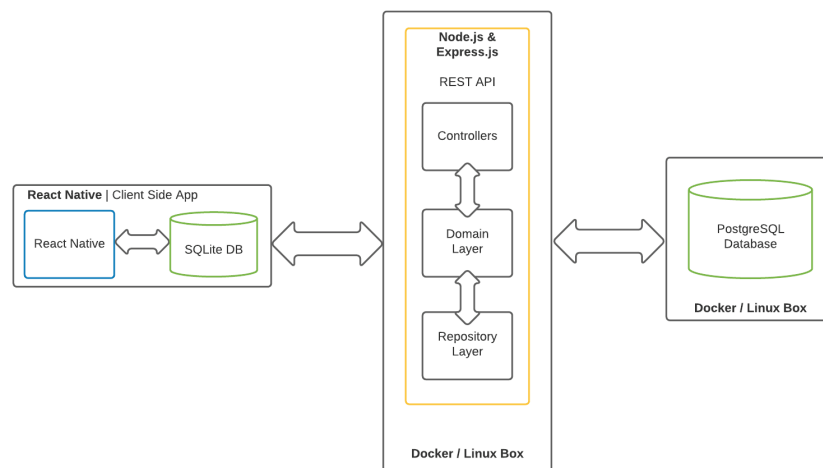 React Native | Client Side App
React Native
SQLite DB
Node.js &
Express.js
REST API
Controllers
Domain
Layer
Repository
Layer
Docker / Linux Box
PostgreSQL
Database
Docker / Linux Box